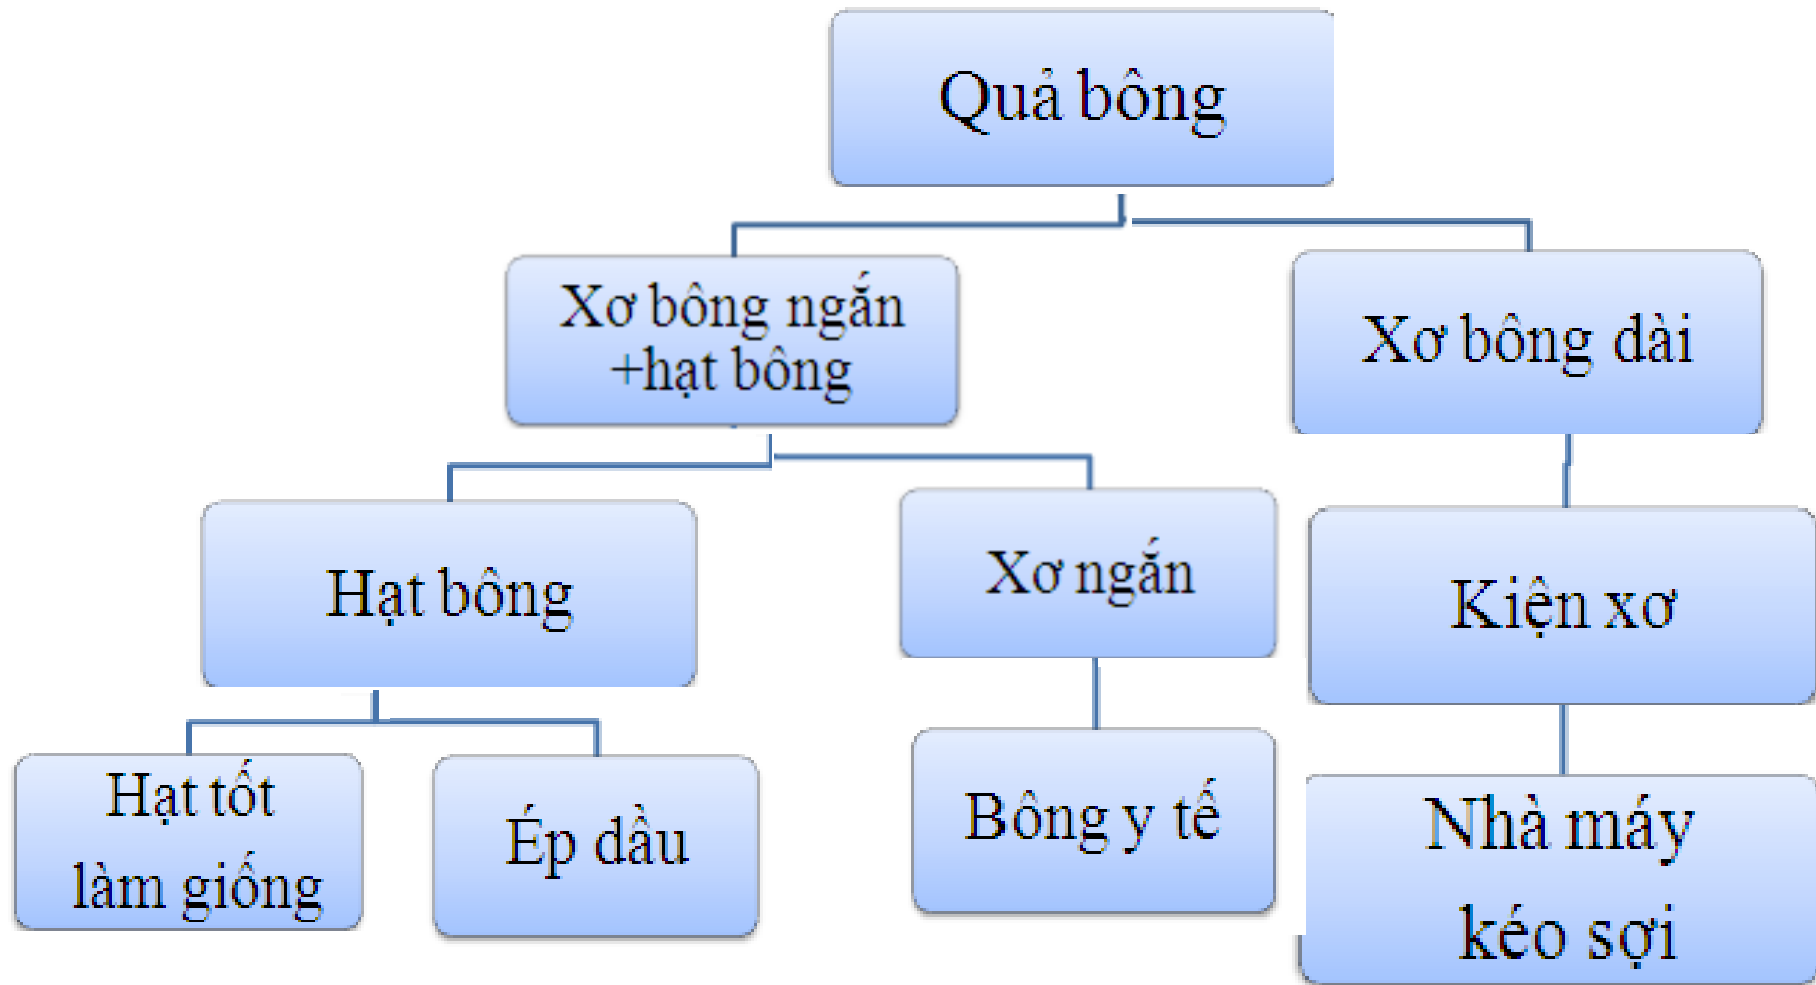 Quả bông
Xơ bông ngắn
+hạt bông
Xơ bông dài
Hạt bông
Xơ ngắn
Kiện xơ
Hạt tốt
làm giống
Ép dầu
Bông y tế
Nhà máy
kéo sợi